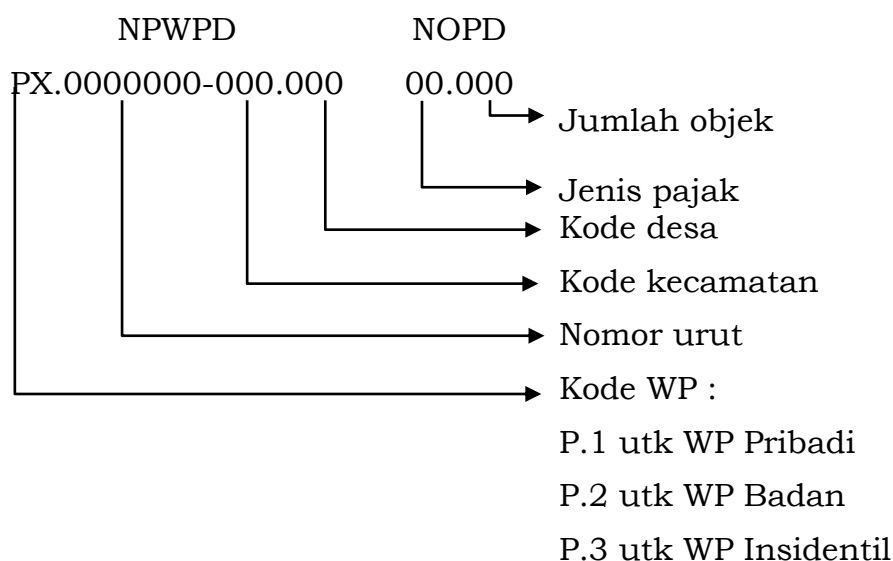 NPWPD NOPD
PX.0000000-000.000 00.000
Jumlah objek
Jenis pajak
Kode desa
Kode kecamatan
Nomor urut
Kode WP :
P.1 utk WP Pribadi
P.2 utk WP Badan
P.3 utk WP Insidentil